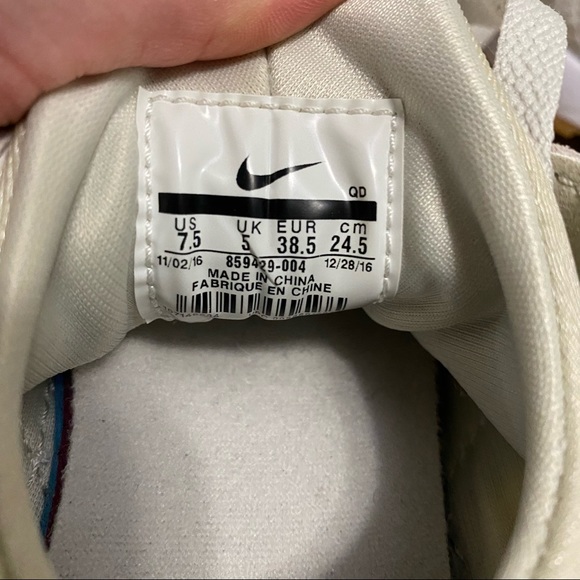 QD
US UK EUR cm
7.5 5 38.5 24.5
11/02/16 859429-004 12/28/16
MADE IN CHINA
FABRIQUE EN CHINE